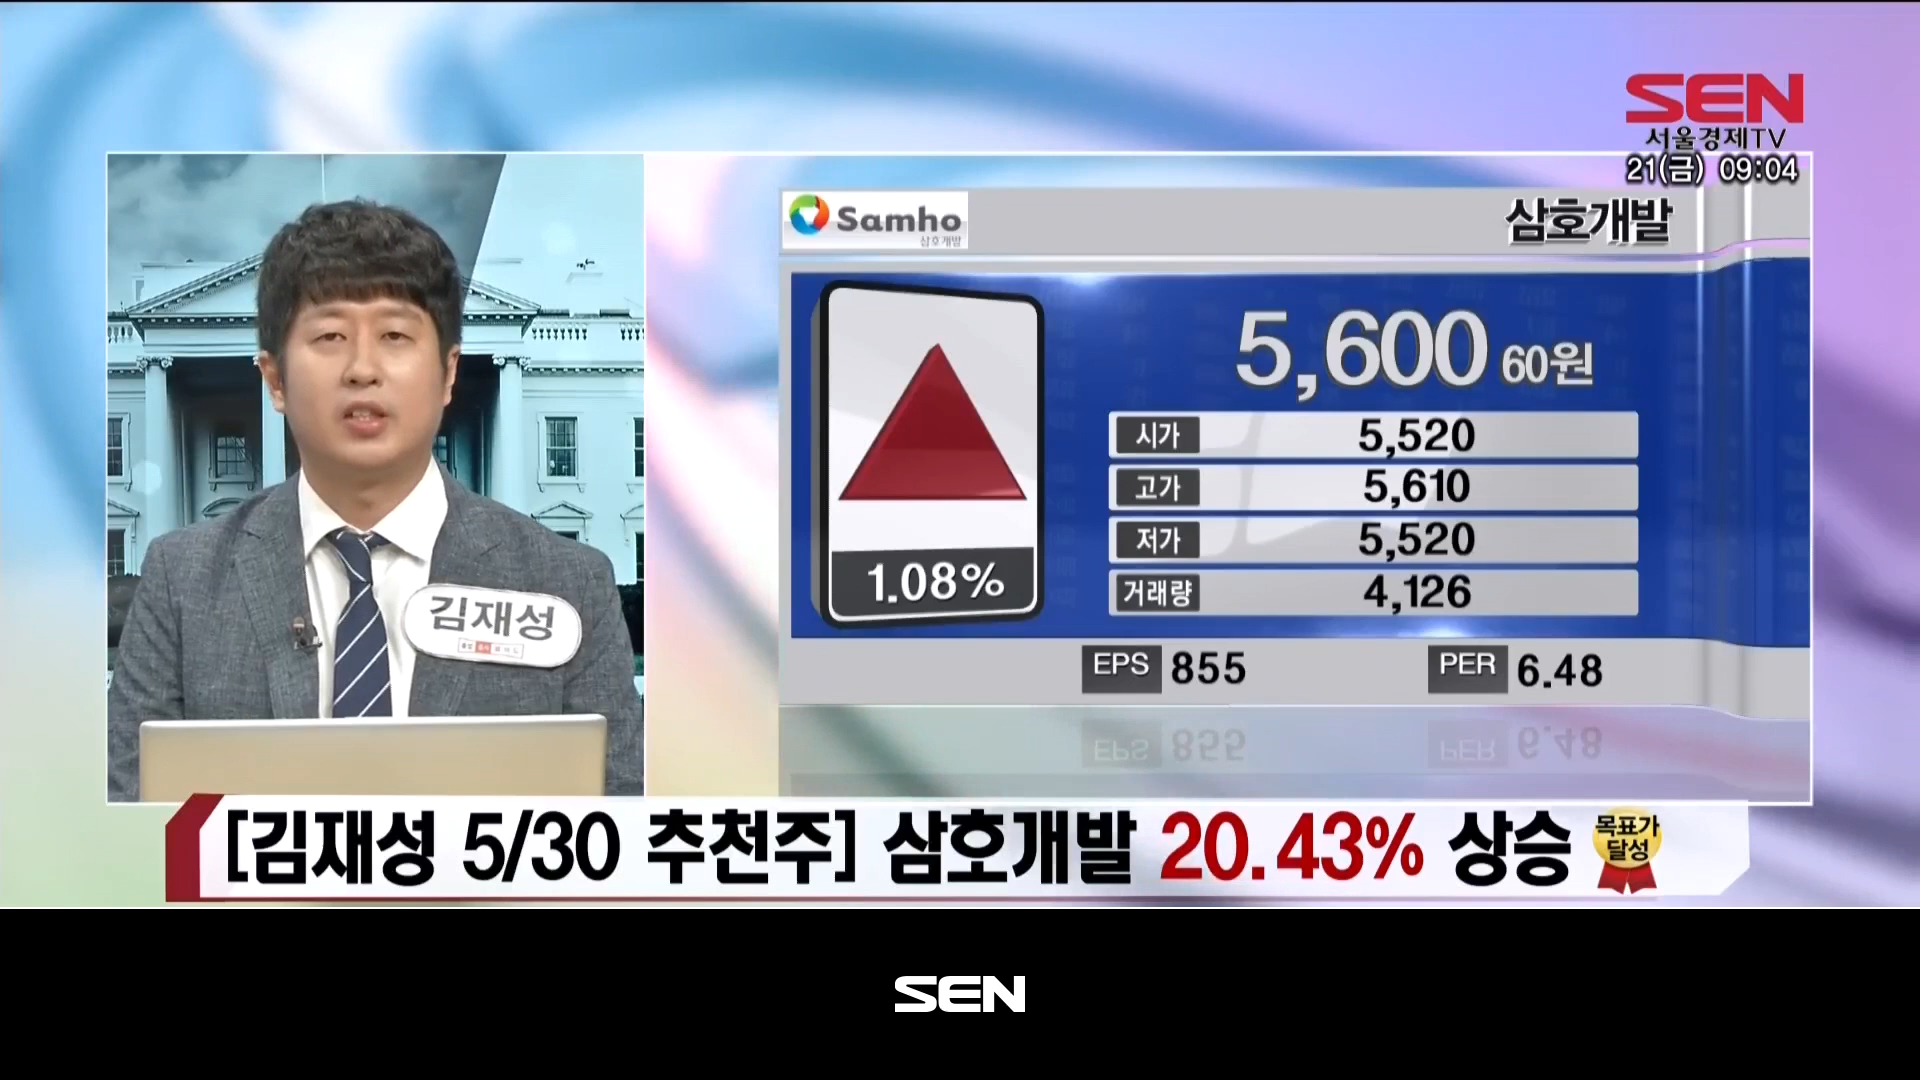 SEN
서울경제TV
21(금) 09:04
Samho
삼호개발
삼호개발
5,600 60원
1.08%
시가 5,520
고가 5,610
저가 5,520
거래량 4,126
EPS 855 PER 6.48
김재성
[김재성 5/30 추천주] 삼호개발 20.43% 상승
목표가
달성
SEN